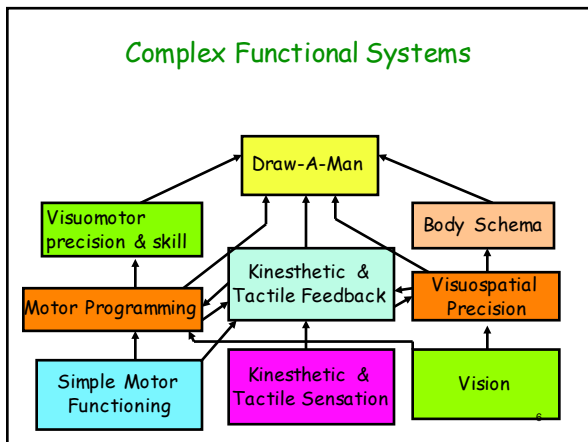 Complex Functional Systems
Draw-A-Man
Visuomotor
precision & skill
Body Schema
Kinesthetic &
Tactile Feedback
Motor Programming
Visuospatial
Precision
Simple Motor
Functioning
Kinesthetic &
Tactile Sensation
Vision
6